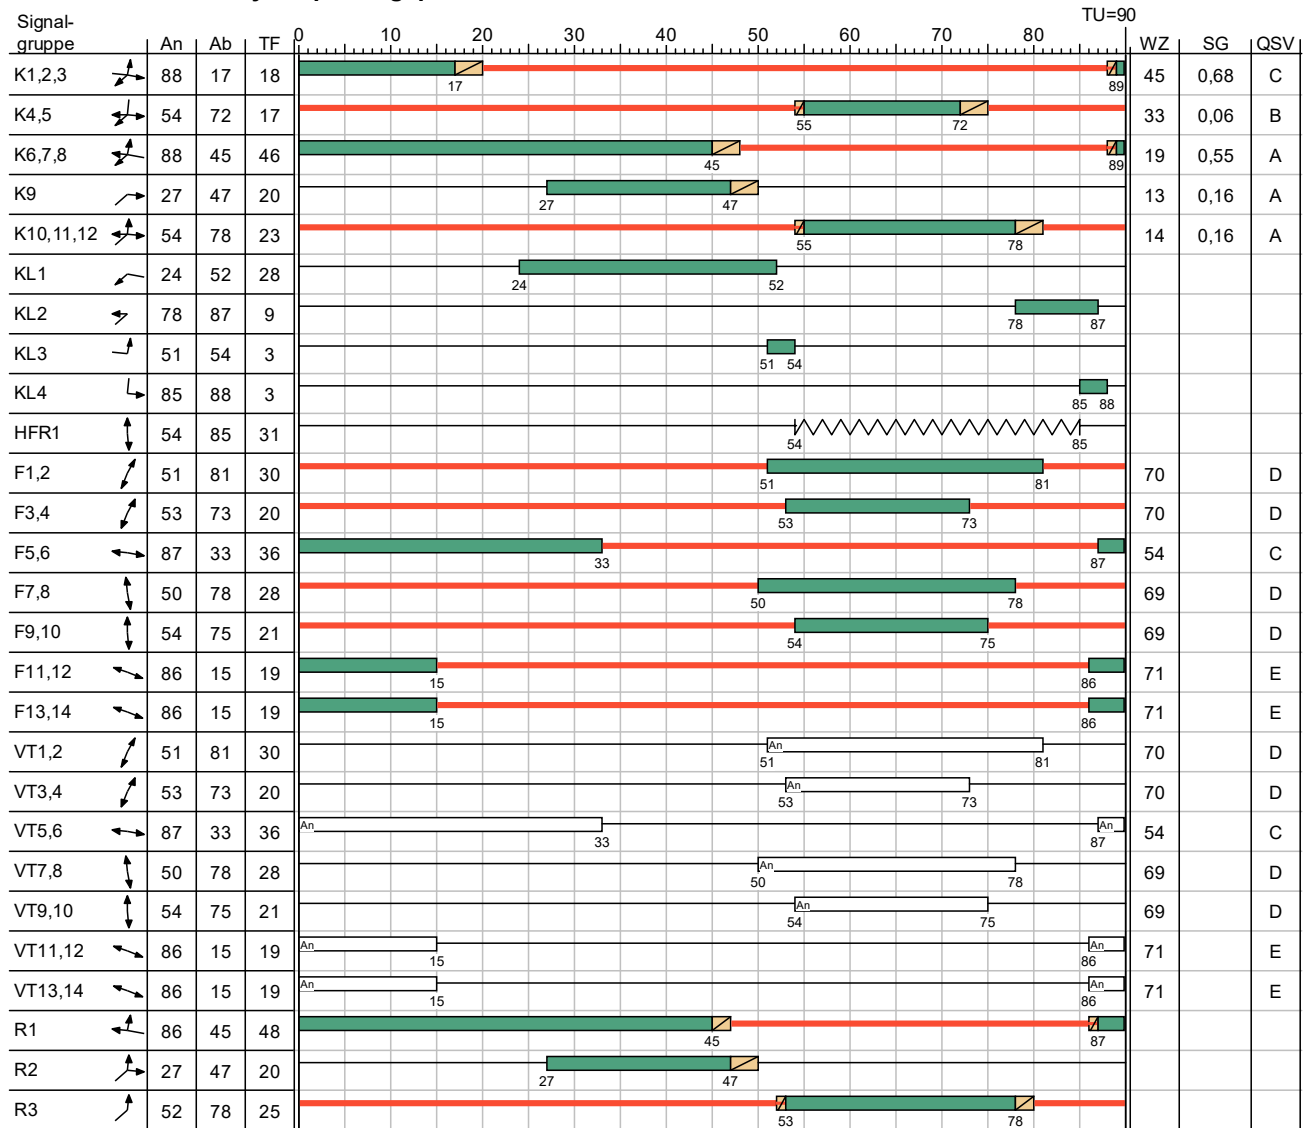 TU=90
Signal-
gruppe An Ab TF 0 10 20 30 40 50 60 70 81 WZ SG QSV
K1,2,3 88 17 18 45 0,68 C
17 89
K4,5 54 72 17 33 0,06 B
55 72
K6,7,8 88 45 46 19 0,55 A
45 89
K9 27 47 20 13 0,16 A
27 47
K10,11,12 54 78 23 14 0,16 A
55 78
KL1 24 52 28
24 52
KL2 78 87 9
78 87
KL3 51 54 3
51 54
KL4 85 88 3
85 88
HFR1 54 85 31
54 85
F1,2 51 81 30 70 D
51 81
F3,4 53 73 20 70 D
53 73
F5,6 87 33 36 54 C
33 87
F7,8 50 78 28 69 D
50 78
F9,10 54 75 21 69 D
54 75
F11,12 86 15 19 71 E
15 86
F13,14 86 15 19 71 E
15 86
VT1,2 51 81 30 An 70 D
51 81
VT3,4 53 73 20 An 70 D
53 73
VT5,6 87 33 36 An An 54 C
33 87
VT7,8 50 78 28 An 69 D
50 78
VT9,10 54 75 21 An 69 D
54 75
VT11,12 86 15 19 An An 71 E
15 86
VT13,14 86 15 19 An An 71 E
15 86
R1 86 45 48
45 87
R2 27 47 20
27 47
R3 52 78 25
53 78